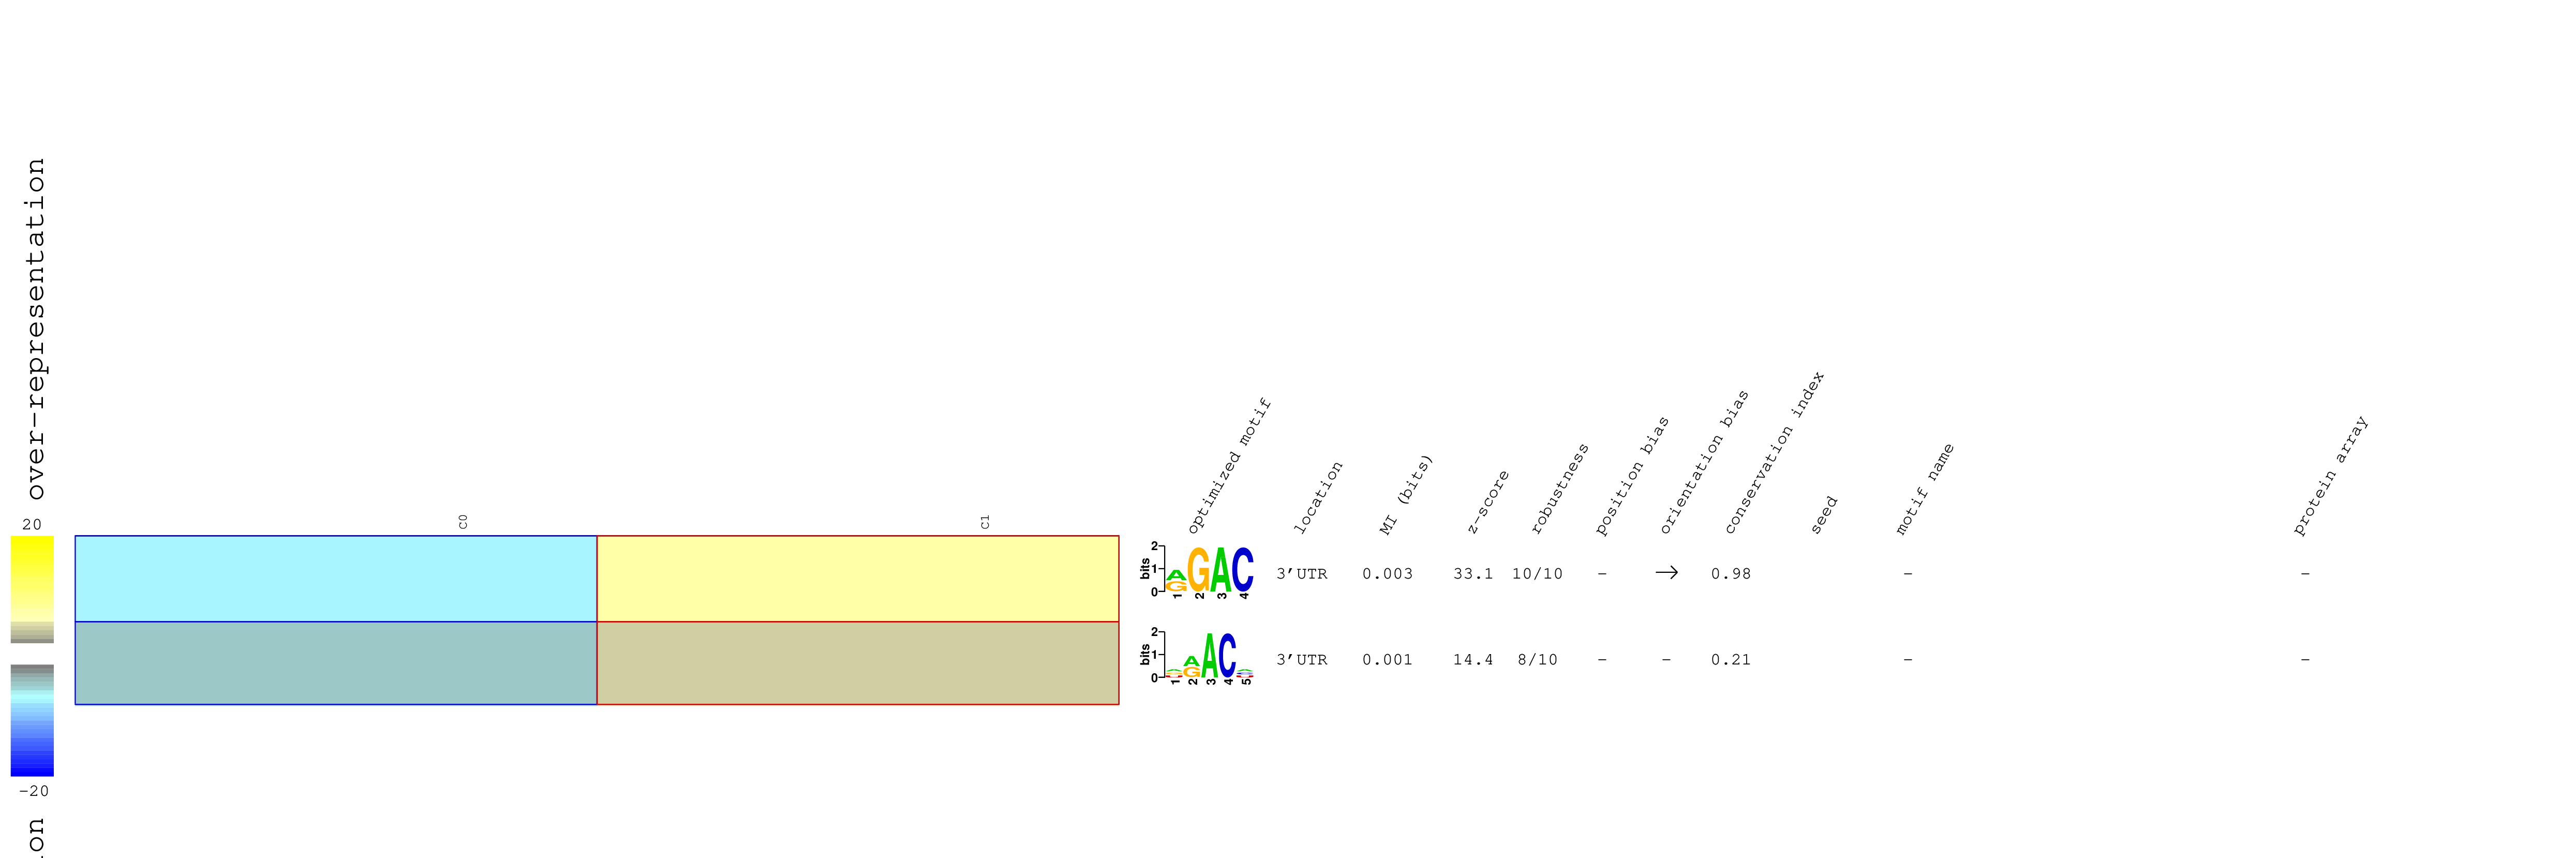 over-representation
20
-20
C0
C1
optimized motif
location
MI (bits)
z-score
robustness
position bias
orientation bias
conservation index
seed
motif name
protein array
2
1
0
bits
AGGAC
1 2 3 4
3'UTR 0.003 33.1 10/10 - → 0.98 - -
2
1
0
bits
AGAC
1 2 3 4 5
3'UTR 0.001 14.4 8/10 - - 0.21 - -